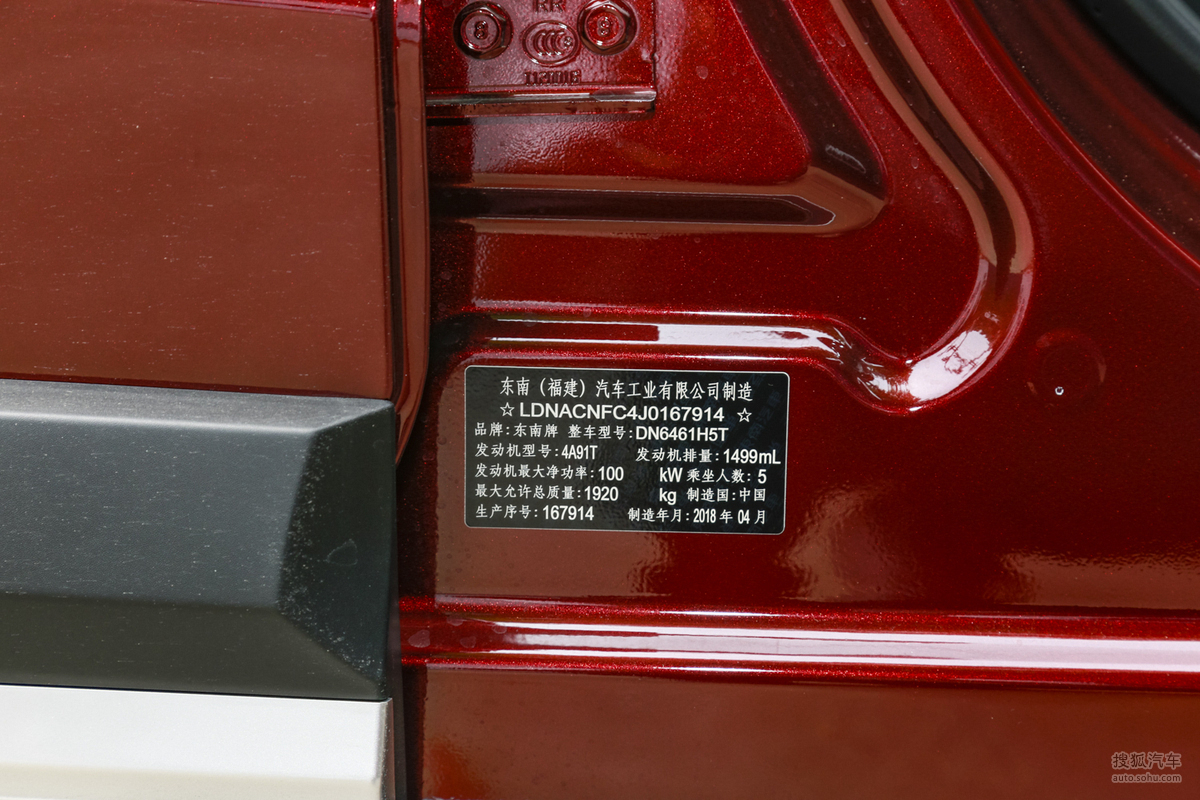 RR
东南（福建）汽车工业有限公司制造
☆ LDNACNFC4J0167914 ☆
品牌:东南牌 整车型号:DN6461H5T
发动机型号:4A91T 发动机排量:1499mL
发动机最大净功率:100 kW 乘坐人数:5
最大允许总质量:1920 kg 制造国:中国
生产序号:167914 制造年月:2018年04月
搜狐汽车
auto.sohu.com